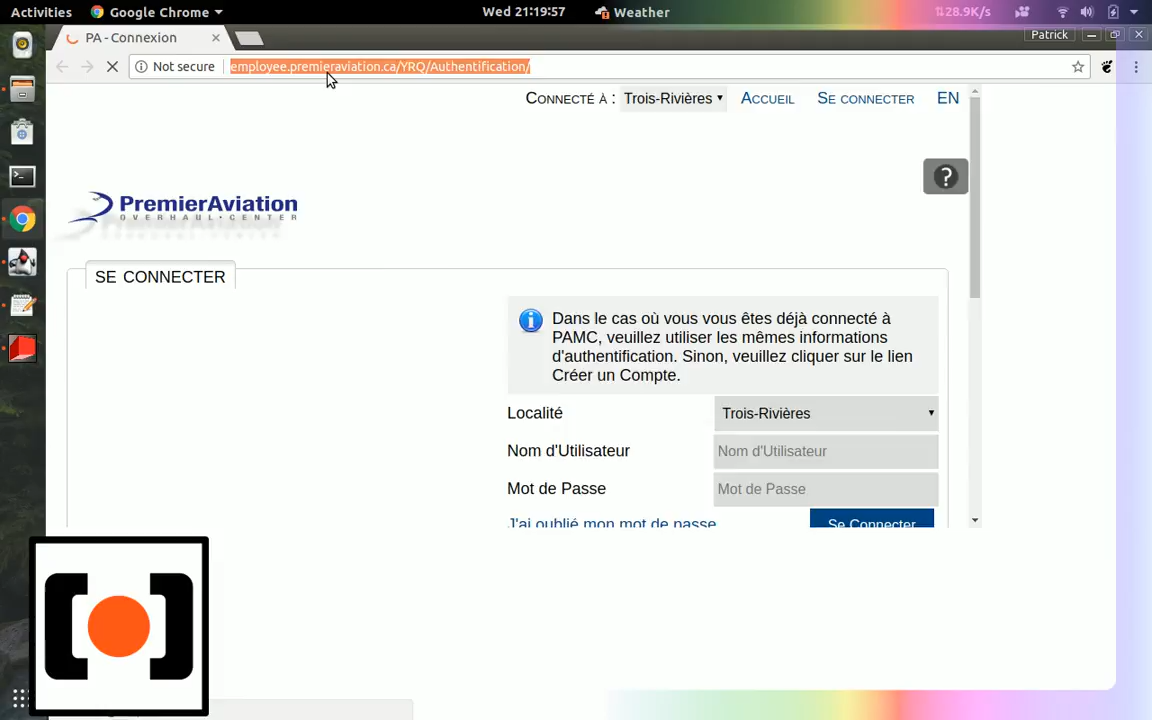 Activities Google Chrome Wed 21:19:57 Weather 28.9K/s
PA - Connexion Patrick
Not secure employee.premieraviation.ca/YRQ/Authentification/
Connecté à : Trois-Rivières Accueil Se connecter EN
?
PremierAviation
OVERHAUL·CENTER
SE CONNECTER
Dans le cas où vous vous êtes déjà connecté à
PAMC, veuillez utiliser les mêmes informations
d'authentification. Sinon, veuillez cliquer sur le lien
Créer un Compte.
Localité Trois-Rivières
Nom d'Utilisateur Nom d'Utilisateur
Mot de Passe Mot de Passe
J'ai oublié mon mot de passe Se Connecter